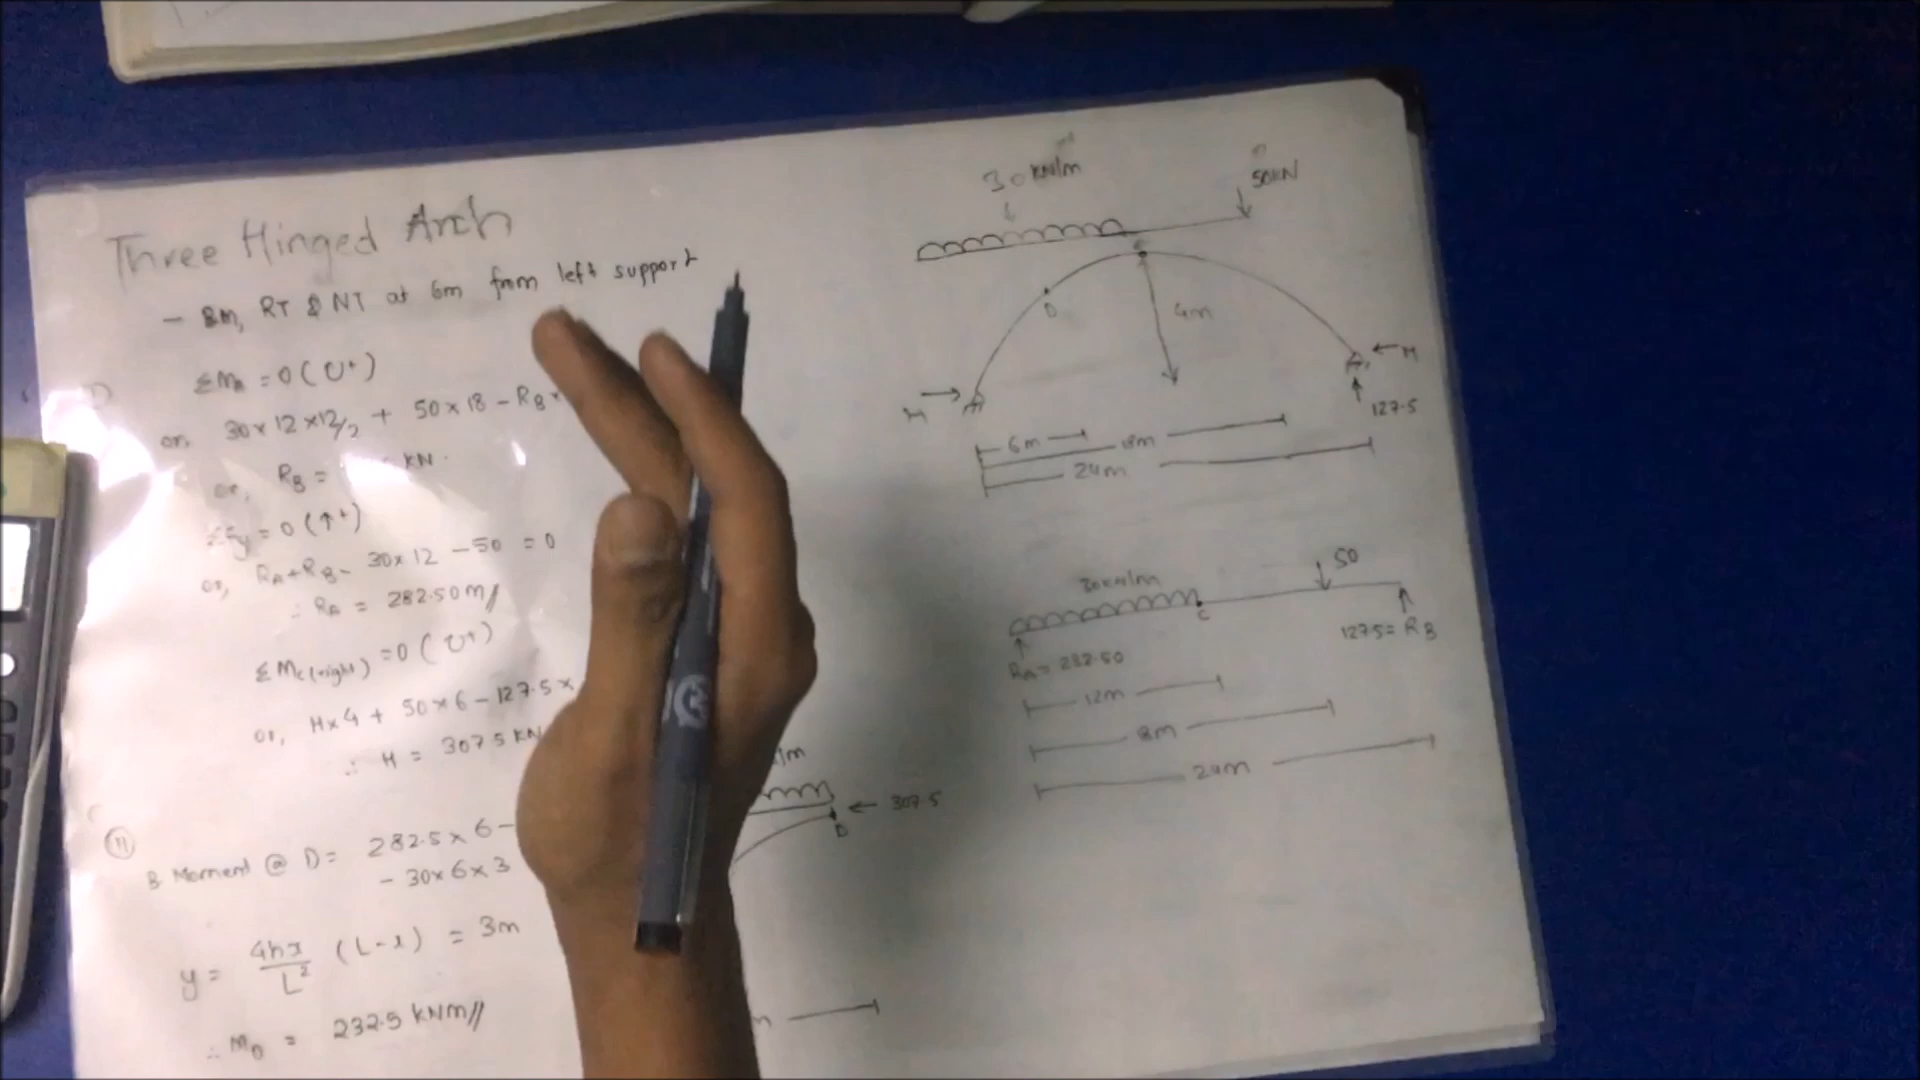 Three Hinged Arch
- BM, RT & NT at 6m from left support
ΣMA = 0 (↻+)
or, 30 x 12 x 12/2 + 50 x 18 - RB x
or, RB = KN.
ΣFy = 0 (↑+)
or, RA + RB - 30 x 12 - 50 = 0
∴ RA = 282.50 m//
ΣMc (right) = 0 (↻+)
or, H x 4 + 50 x 6 - 127.5 x
∴ H = 307.5 KN
11
B Moment @ D = 282.5 x 6 -
- 30 x 6 x 3
y = 4hx/L² (L-x) = 3m
∴ MD = 232.5 KNm//
30 KN/m
50KN
C
D
4m
H
H
127.5
6m
18m
24m
30 KN/m
50
C
RA = 282.50
127.5 = RB
12m
8m
24m
/m
307.5
D
m